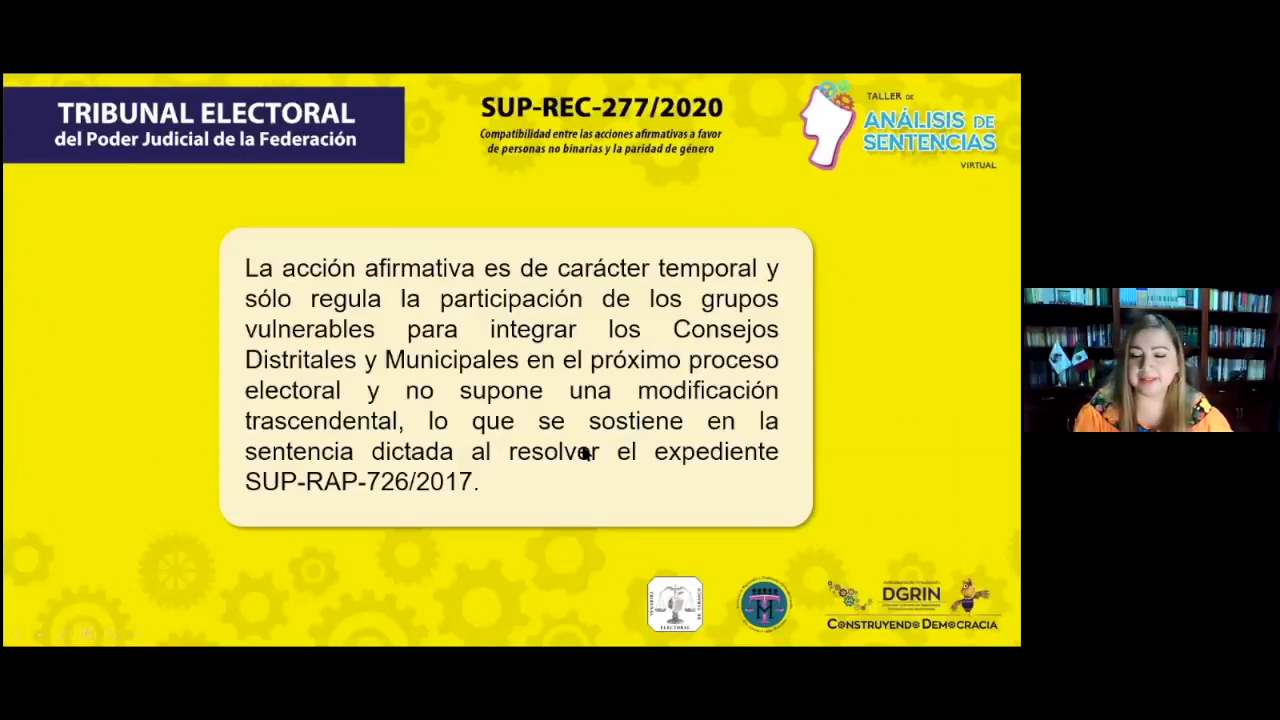 TRIBUNAL ELECTORAL
del Poder Judicial de la Federación
SUP-REC-277/2020
Compatibilidad entre las acciones afirmativas a favor
de personas no binarias y la paridad de género
TALLER DE
ANÁLISIS DE
SENTENCIAS
VIRTUAL
La acción afirmativa es de carácter temporal y
sólo regula la participación de los grupos
vulnerables para integrar los Consejos
Distritales y Municipales en el próximo proceso
electoral y no supone una modificación
trascendental, lo que se sostiene en la
sentencia dictada al resolver el expediente
SUP-RAP-726/2017.
TRIBUNAL
ELECTORAL
DE TABASCO
DGRIN
CONSTRUYENDO DEMOCRACIA